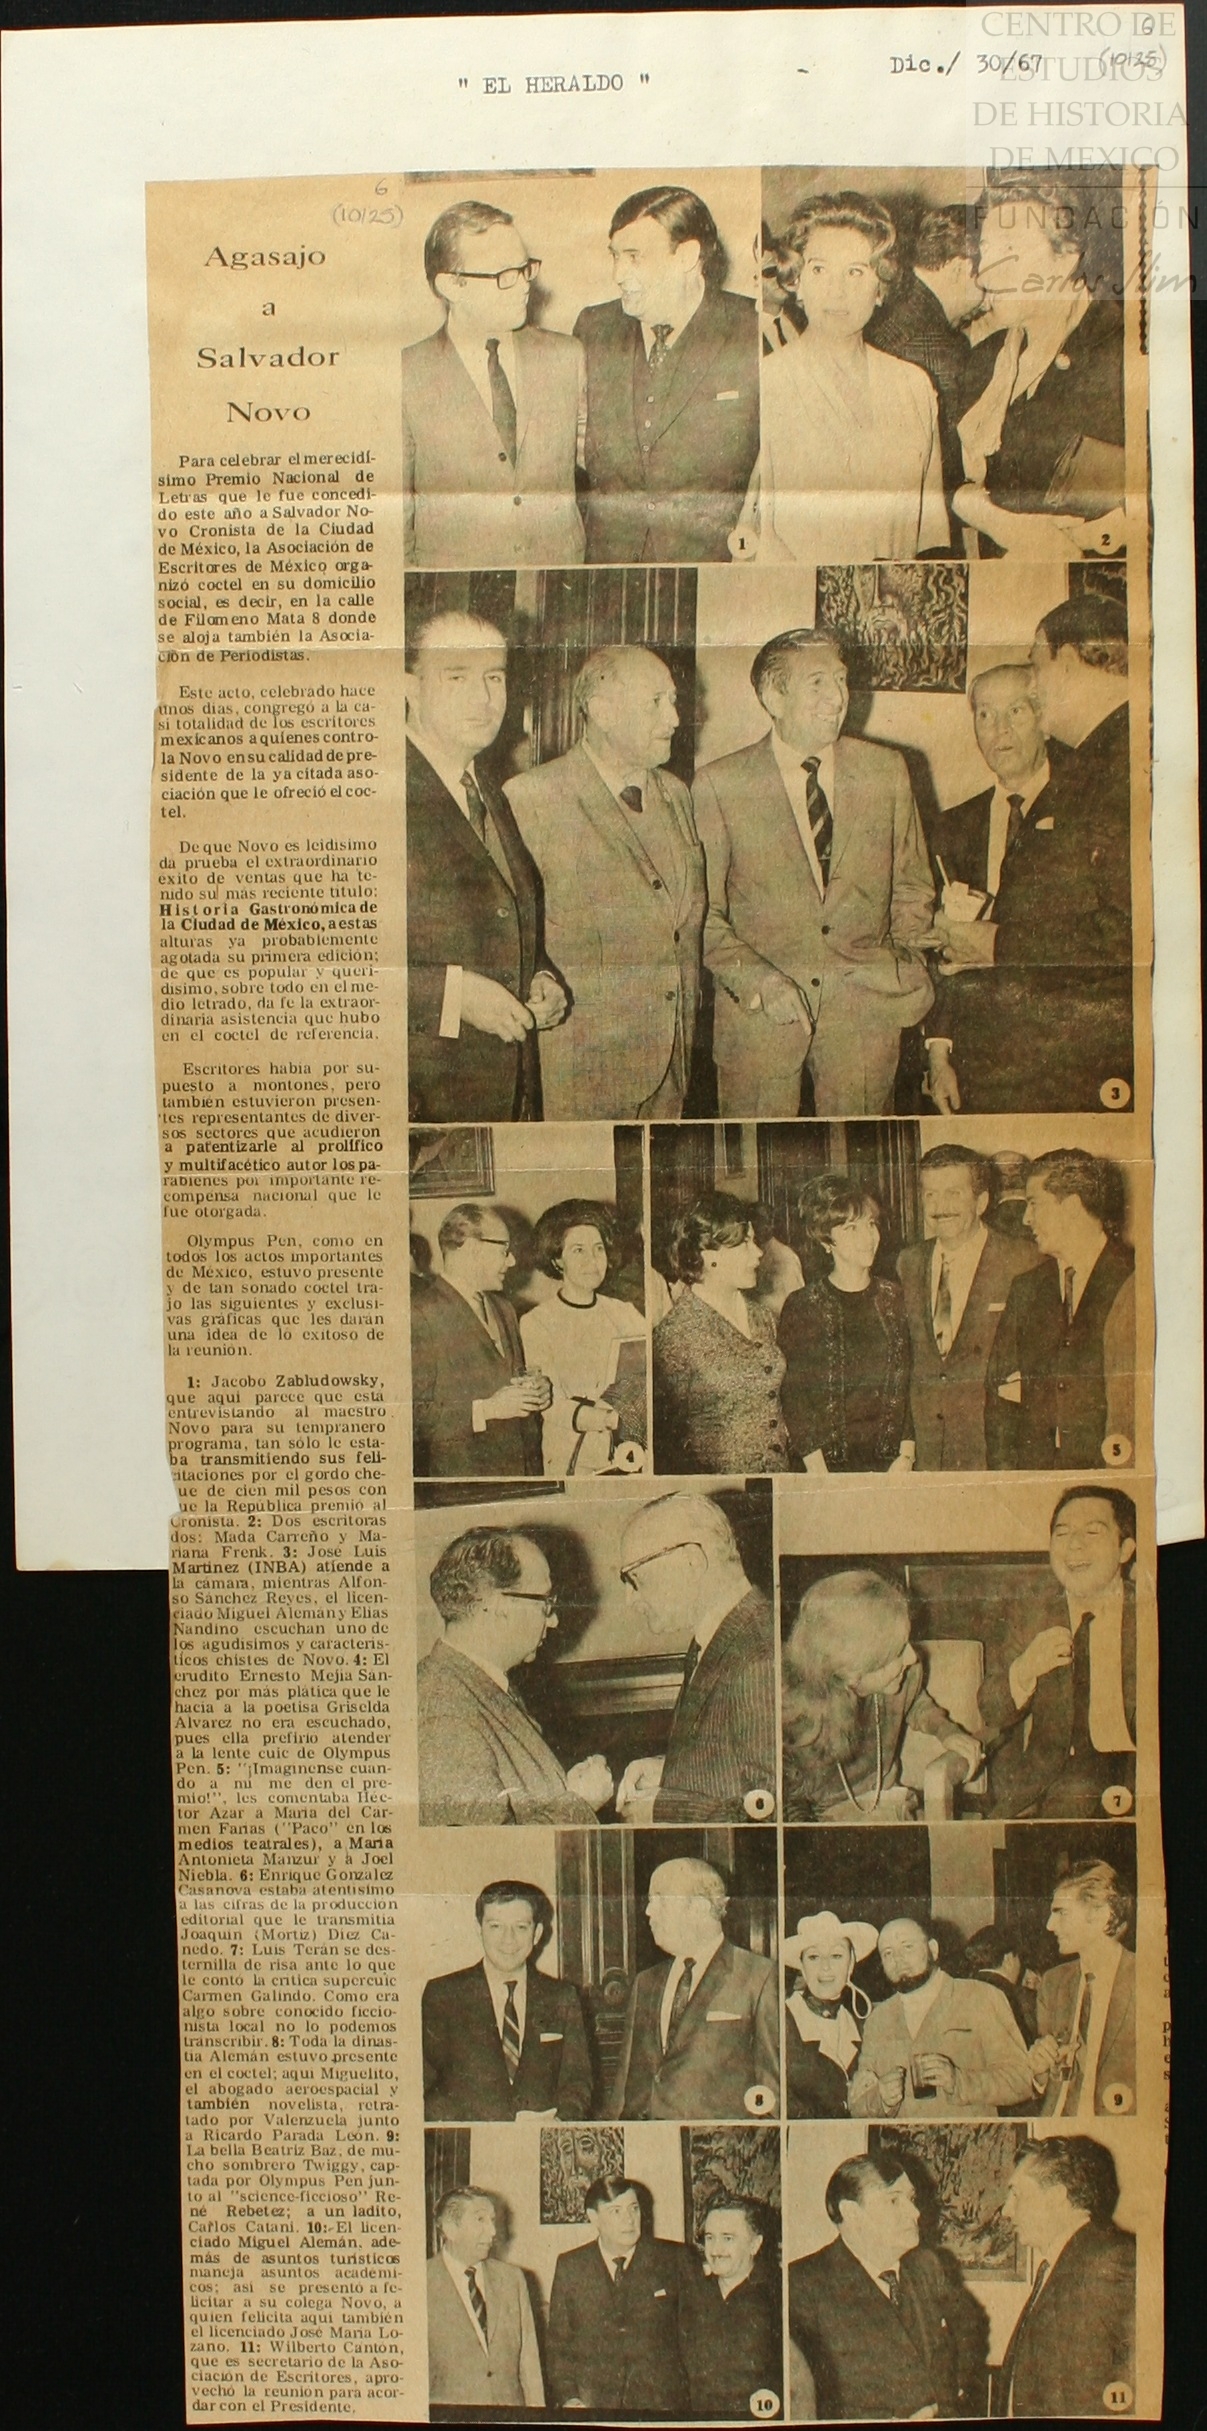 CENTRO DE
ESTUDIOS
DE HISTORIA
DE MEXICO
FUNDACIÓN
Carlos Slim
" EL HERALDO "
-
Dic./ 30/67
6
(10/25)
6
(10/25)
Agasajo
a
Salvador
Novo
Para celebrar el merecidí-
simo Premio Nacional de
Letras que le fue concedi-
do este año a Salvador No-
vo Cronista de la Ciudad
de México, la Asociación de
Escritores de México orga-
nizó coctel en su domicilio
social, es decir, en la calle
de Filomeno Mata 8 donde
se aloja también la Asocia-
ción de Periodistas.
Este acto, celebrado hace
unos días, congregó a la ca-
si totalidad de los escritores
mexicanos a quienes contro-
la Novo en su calidad de pre-
sidente de la ya citada aso-
ciación que le ofreció el coc-
tel.
De que Novo es leidísimo
da prueba el extraordinario
exito de ventas que ha te-
nido su más reciente título:
Historia Gastronómica de
la Ciudad de México, a estas
alturas ya probablemente
agotada su primera edición;
de que es popular y queri-
dísimo, sobre todo en el me-
dio letrado, da fe la extraor-
dinaria asistencia que hubo
en el coctel de referencia.
Escritores había por su-
puesto a montones, pero
también estuvieron presen-
tes representantes de diver-
sos sectores que acudieron
a patentizarle al prolífico
y multifacético autor los pa-
rabienes por importante re-
compensa nacional que le
fue otorgada.
Olympus Pen, como en
todos los actos importantes
de México, estuvo presente
y de tan sonado coctel tra-
jo las siguientes y exclusi-
vas gráficas que les darán
una idea de lo exitoso de
la reunión.
1: Jacobo Zabludowsky,
que aquí parece que está
entrevistando al maestro
Novo para su tempranero
programa, tan sólo le esta-
ba transmitiendo sus feli-
citaciones por el gordo che-
ue de cien mil pesos con
ue la República premió al
Cronista. 2: Dos escritoras
dos: Mada Carreño y Ma-
riana Frenk. 3: José Luis
Martínez (INBA) atiende a
la cámara, mientras Alfon-
so Sánchez Reyes, el licen-
ciado Miguel Alemán y Elías
Nandino escuchan uno de
los agudísimos y caracterís-
ticos chistes de Novo. 4: El
erudito Ernesto Mejía Sán-
chez por más plática que le
hacía a la poetisa Griselda
Alvarez no era escuchado,
pues ella prefirio atender
a la lente cuic de Olympus
Pen. 5: "¡Imagínense cuan-
do a mí me den el pre-
mio!", les comentaba Héc-
tor Azar a María del Car-
men Farías ("Paco" en los
medios teatrales), a María
Antonieta Manzur y a Joel
Niebla. 6: Enrique González
Casanova estaba atentísimo
a las cifras de la producción
editorial que le transmitía
Joaquín (Mortiz) Díez Ca-
nedo. 7: Luis Terán se des-
ternilla de risa ante lo que
le contó la crítica supercuic
Carmen Galindo. Como era
algo sobre conocido ficcio-
nista local no lo podemos
transcribir. 8: Toda la dinas-
tía Alemán estuvo presente
en el coctel; aquí Miguelito,
el abogado aeroespacial y
también novelista, retra-
tado por Valenzuela junto
a Ricardo Parada León. 9:
La bella Beatriz Baz, de mu-
cho sombrero Twiggy, cap-
tada por Olympus Pen jun-
to al "science-ficcioso" Re-
né Rebetez; a un ladito,
Carlos Catani. 10:-El licen-
ciado Miguel Alemán, ade-
más de asuntos turísticos
maneja asuntos académi-
cos; así se presentó a fe-
licitar a su colega Novo, a
quien felicita aquí también
el licenciado José María Lo-
zano. 11: Wilberto Cantón,
que es secretario de la Aso-
ciación de Escritores, apro-
vechó la reunión para acor-
dar con el Presidente.
1
2
3
4
5
6
7
8
9
10
11